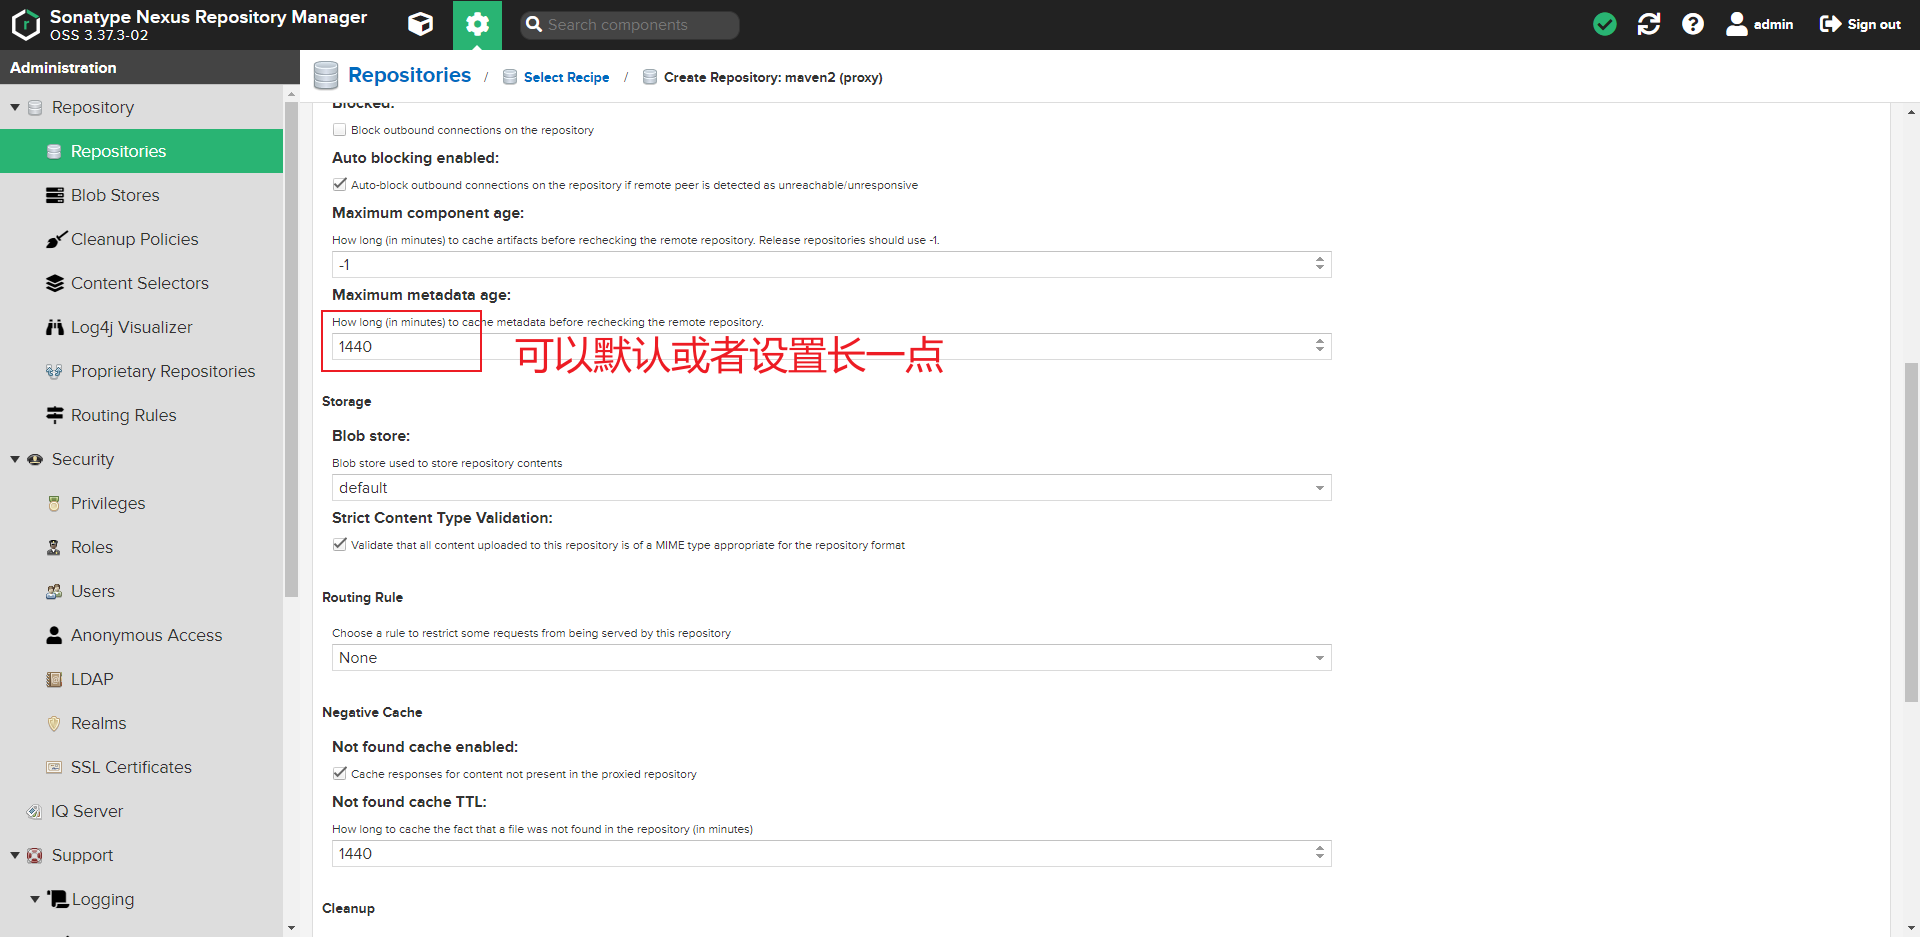 Sonatype Nexus Repository Manager
OSS 3.37.3-02
Search components
admin
Sign out
Administration
Repository
Repositories
Blob Stores
Cleanup Policies
Content Selectors
Log4j Visualizer
Proprietary Repositories
Routing Rules
Security
Privileges
Roles
Users
Anonymous Access
LDAP
Realms
SSL Certificates
IQ Server
Support
Logging
Repositories / Select Recipe / Create Repository: maven2 (proxy)
Blocked:
Block outbound connections on the repository
Auto blocking enabled:
Auto-block outbound connections on the repository if remote peer is detected as unreachable/unresponsive
Maximum component age:
How long (in minutes) to cache artifacts before rechecking the remote repository. Release repositories should use -1.
-1
Maximum metadata age:
How long (in minutes) to cache metadata before rechecking the remote repository.
1440
可以默认或者设置长一点
Storage
Blob store:
Blob store used to store repository contents
default
Strict Content Type Validation:
Validate that all content uploaded to this repository is of a MIME type appropriate for the repository format
Routing Rule
Choose a rule to restrict some requests from being served by this repository
None
Negative Cache
Not found cache enabled:
Cache responses for content not present in the proxied repository
Not found cache TTL:
How long to cache the fact that a file was not found in the repository (in minutes)
1440
Cleanup